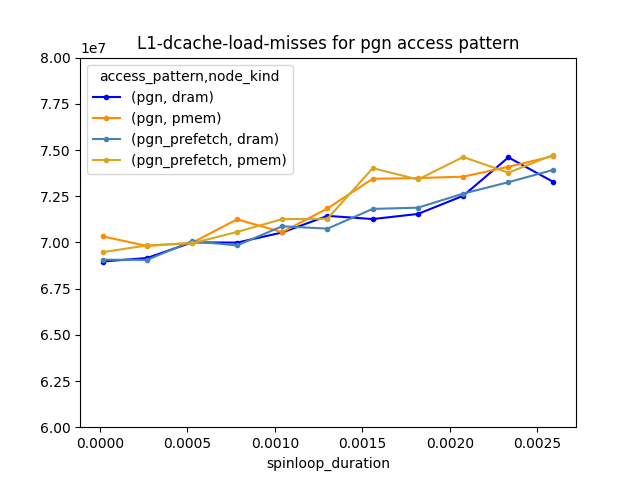 L1-dcache-load-misses for pgn access pattern
1e7
8.00
7.75
7.50
7.25
7.00
6.75
6.50
6.25
6.00
access_pattern,node_kind
(pgn, dram)
(pgn, pmem)
(pgn_prefetch, dram)
(pgn_prefetch, pmem)
0.0000 0.0005 0.0010 0.0015 0.0020 0.0025
spinloop_duration